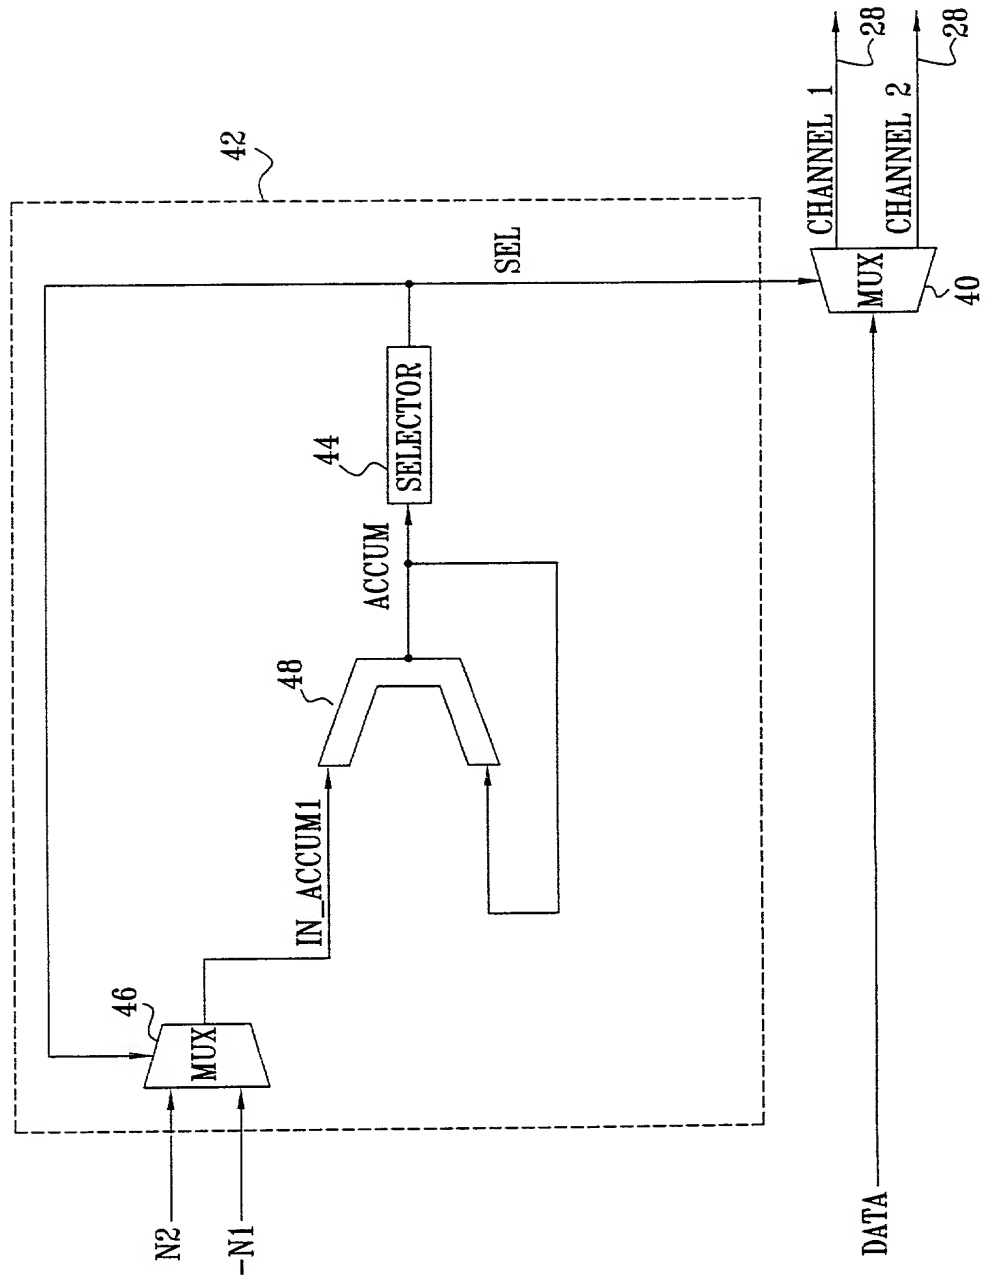 N2
-N1
46
MUX
IN_ACCUM1
48
ACCUM
44
SELECTOR
SEL
42
DATA
MUX
40
CHANNEL 1
28
CHANNEL 2
28